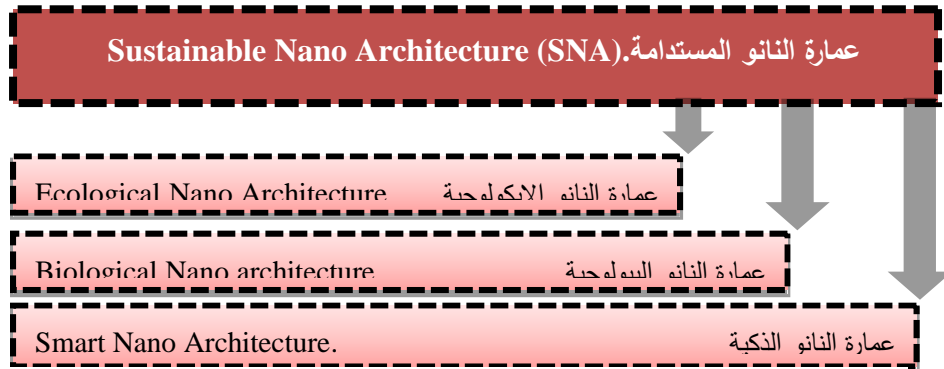 Sustainable Nano Architecture (SNA).عمارة النانو المستدامة
Ecological Nano Architecture عمارة النانو الايكولوجية
Biological Nano architecture عمارة النانو البيولوجية
Smart Nano Architecture. عمارة النانو الذكية